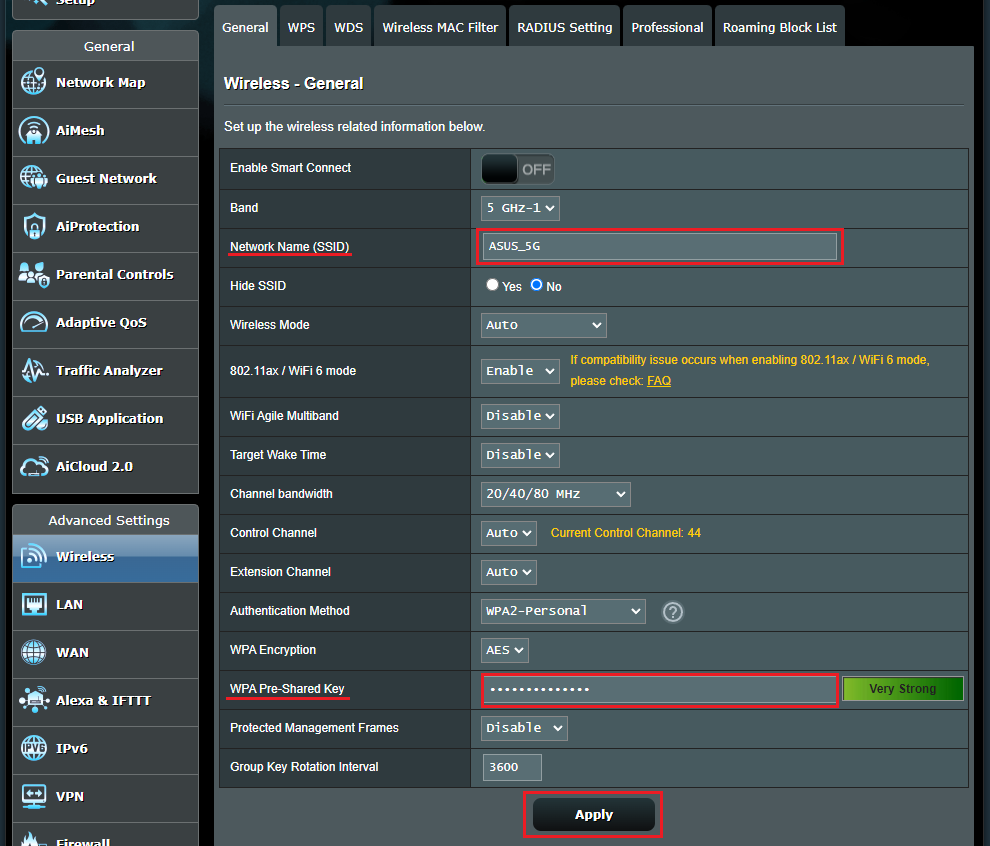 Setup
General
Network Map
AiMesh
Guest Network
AiProtection
Parental Controls
Adaptive QoS
Traffic Analyzer
USB Application
AiCloud 2.0
Advanced Settings
Wireless
LAN
WAN
Alexa & IFTTT
IPv6
IPv6
VPN
Firewall
General WPS WDS Wireless MAC Filter RADIUS Setting Professional Roaming Block List
Wireless - General
Set up the wireless related information below.
Enable Smart Connect OFF
Band 5 GHz-1
Network Name (SSID) ASUS_5G
Hide SSID Yes No
Wireless Mode Auto
802.11ax / WiFi 6 mode Enable If compatibility issue occurs when enabling 802.11ax / WiFi 6 mode,
please check: FAQ
WiFi Agile Multiband Disable
Target Wake Time Disable
Channel bandwidth 20/40/80 MHz
Control Channel Auto Current Control Channel: 44
Extension Channel Auto
Authentication Method WPA2-Personal ?
WPA Encryption AES
WPA Pre-Shared Key •••••••••••••• Very Strong
Protected Management Frames Disable
Group Key Rotation Interval 3600
Apply